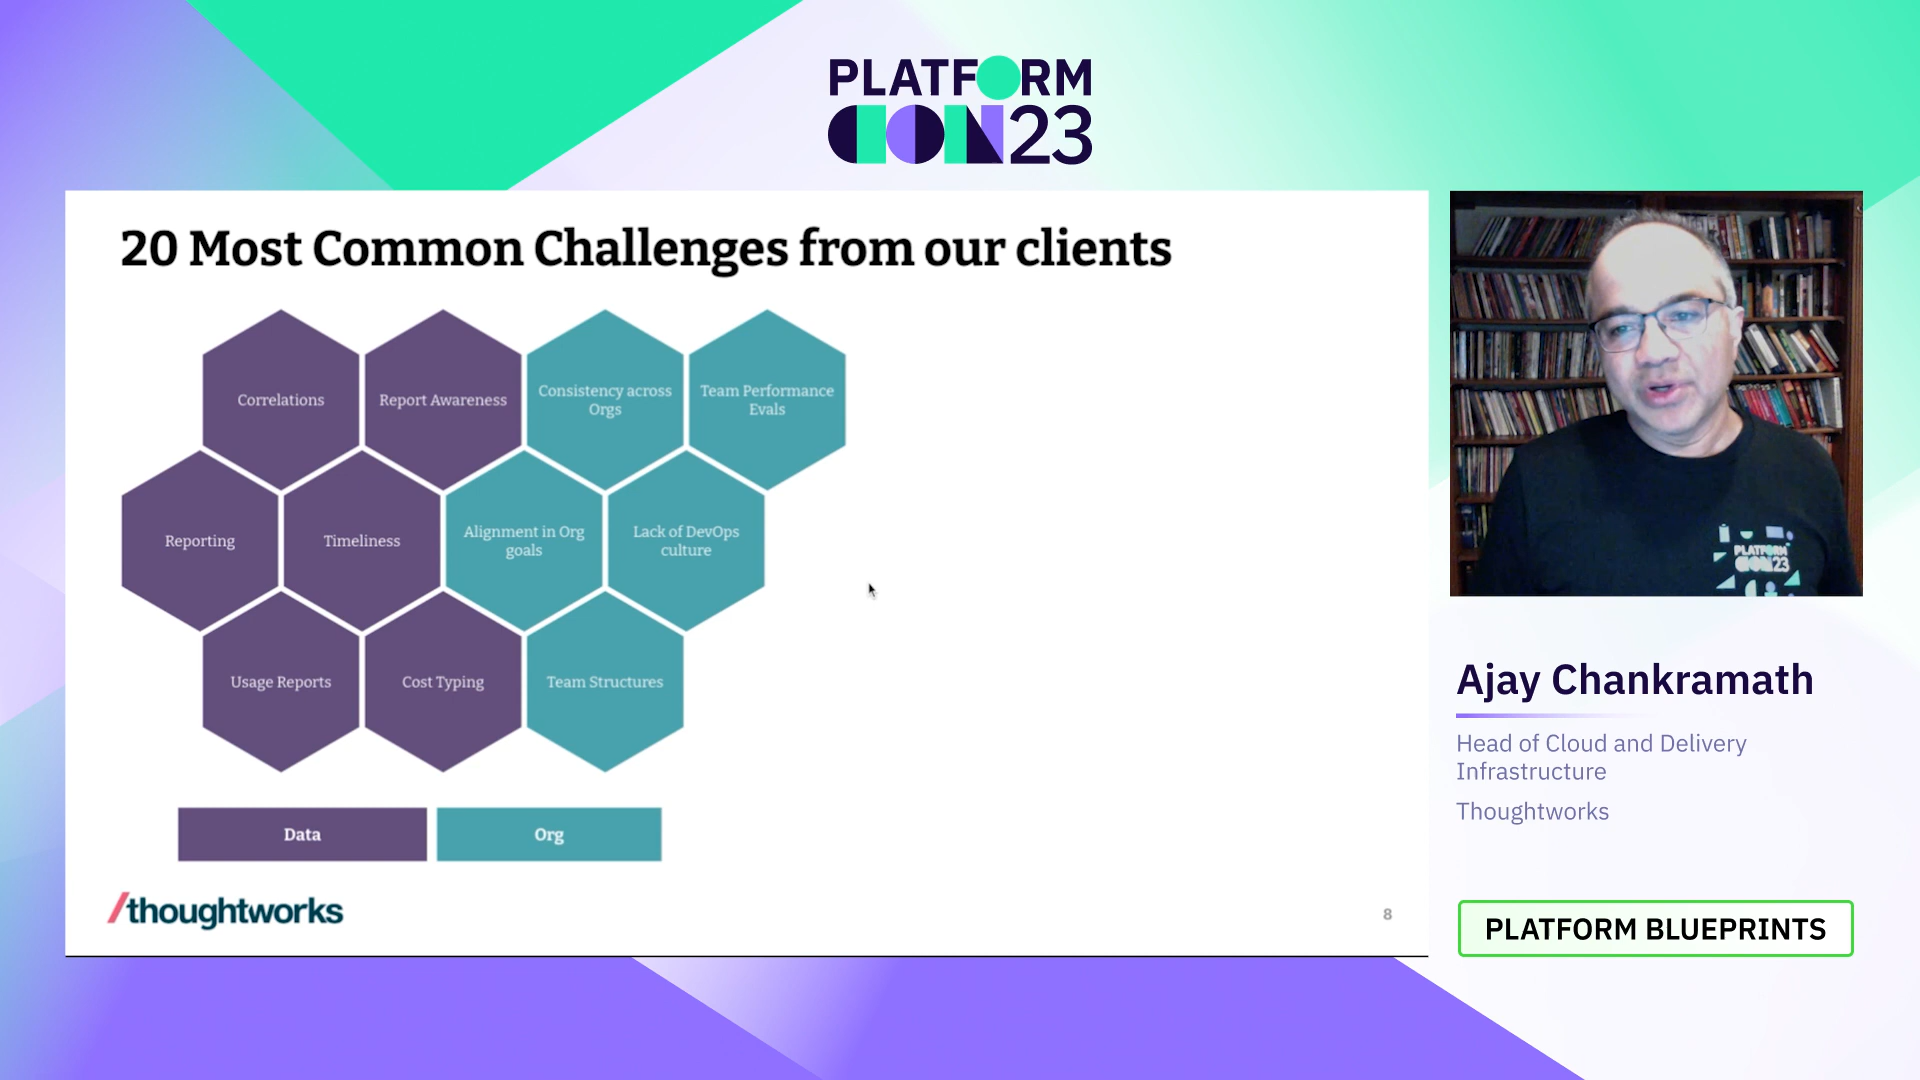 PLATFORM
CON23
20 Most Common Challenges from our clients
Correlations
Report Awareness
Consistency across
Orgs
Team Performance
Evals
Reporting
Timeliness
Alignment in Org
goals
Lack of DevOps
culture
Usage Reports
Cost Typing
Team Structures
Data
Org
/thoughtworks
8
PLATFORM
CON23
Ajay Chankramath
Head of Cloud and Delivery
Infrastructure
Thoughtworks
PLATFORM BLUEPRINTS